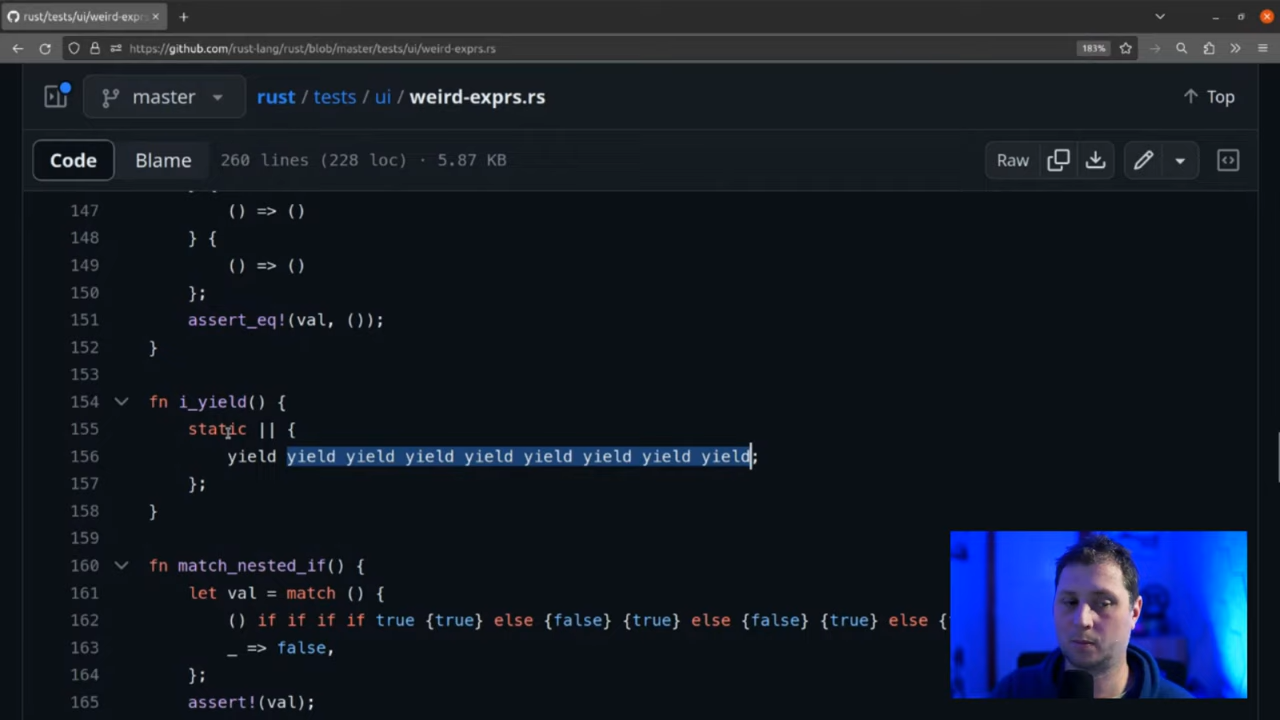 rust/tests/ui/weird-exprs
https://github.com/rust-lang/rust/blob/master/tests/ui/weird-exprs.rs
183%
master
rust / tests / ui / weird-exprs.rs
Top
Code
Blame
260 lines (228 loc) · 5.87 KB
Raw
147 () => ()
148 } {
149 () => ()
150 };
151 assert_eq!(val, ());
152 }
153
154 fn i_yield() {
155 static || {
156 yield yield yield yield yield yield yield yield yield;
157 };
158 }
159
160 fn match_nested_if() {
161 let val = match () {
162 () if if if if true {true} else {false} {true} else {false} {true} else {
163 _ => false,
164 };
165 assert!(val);